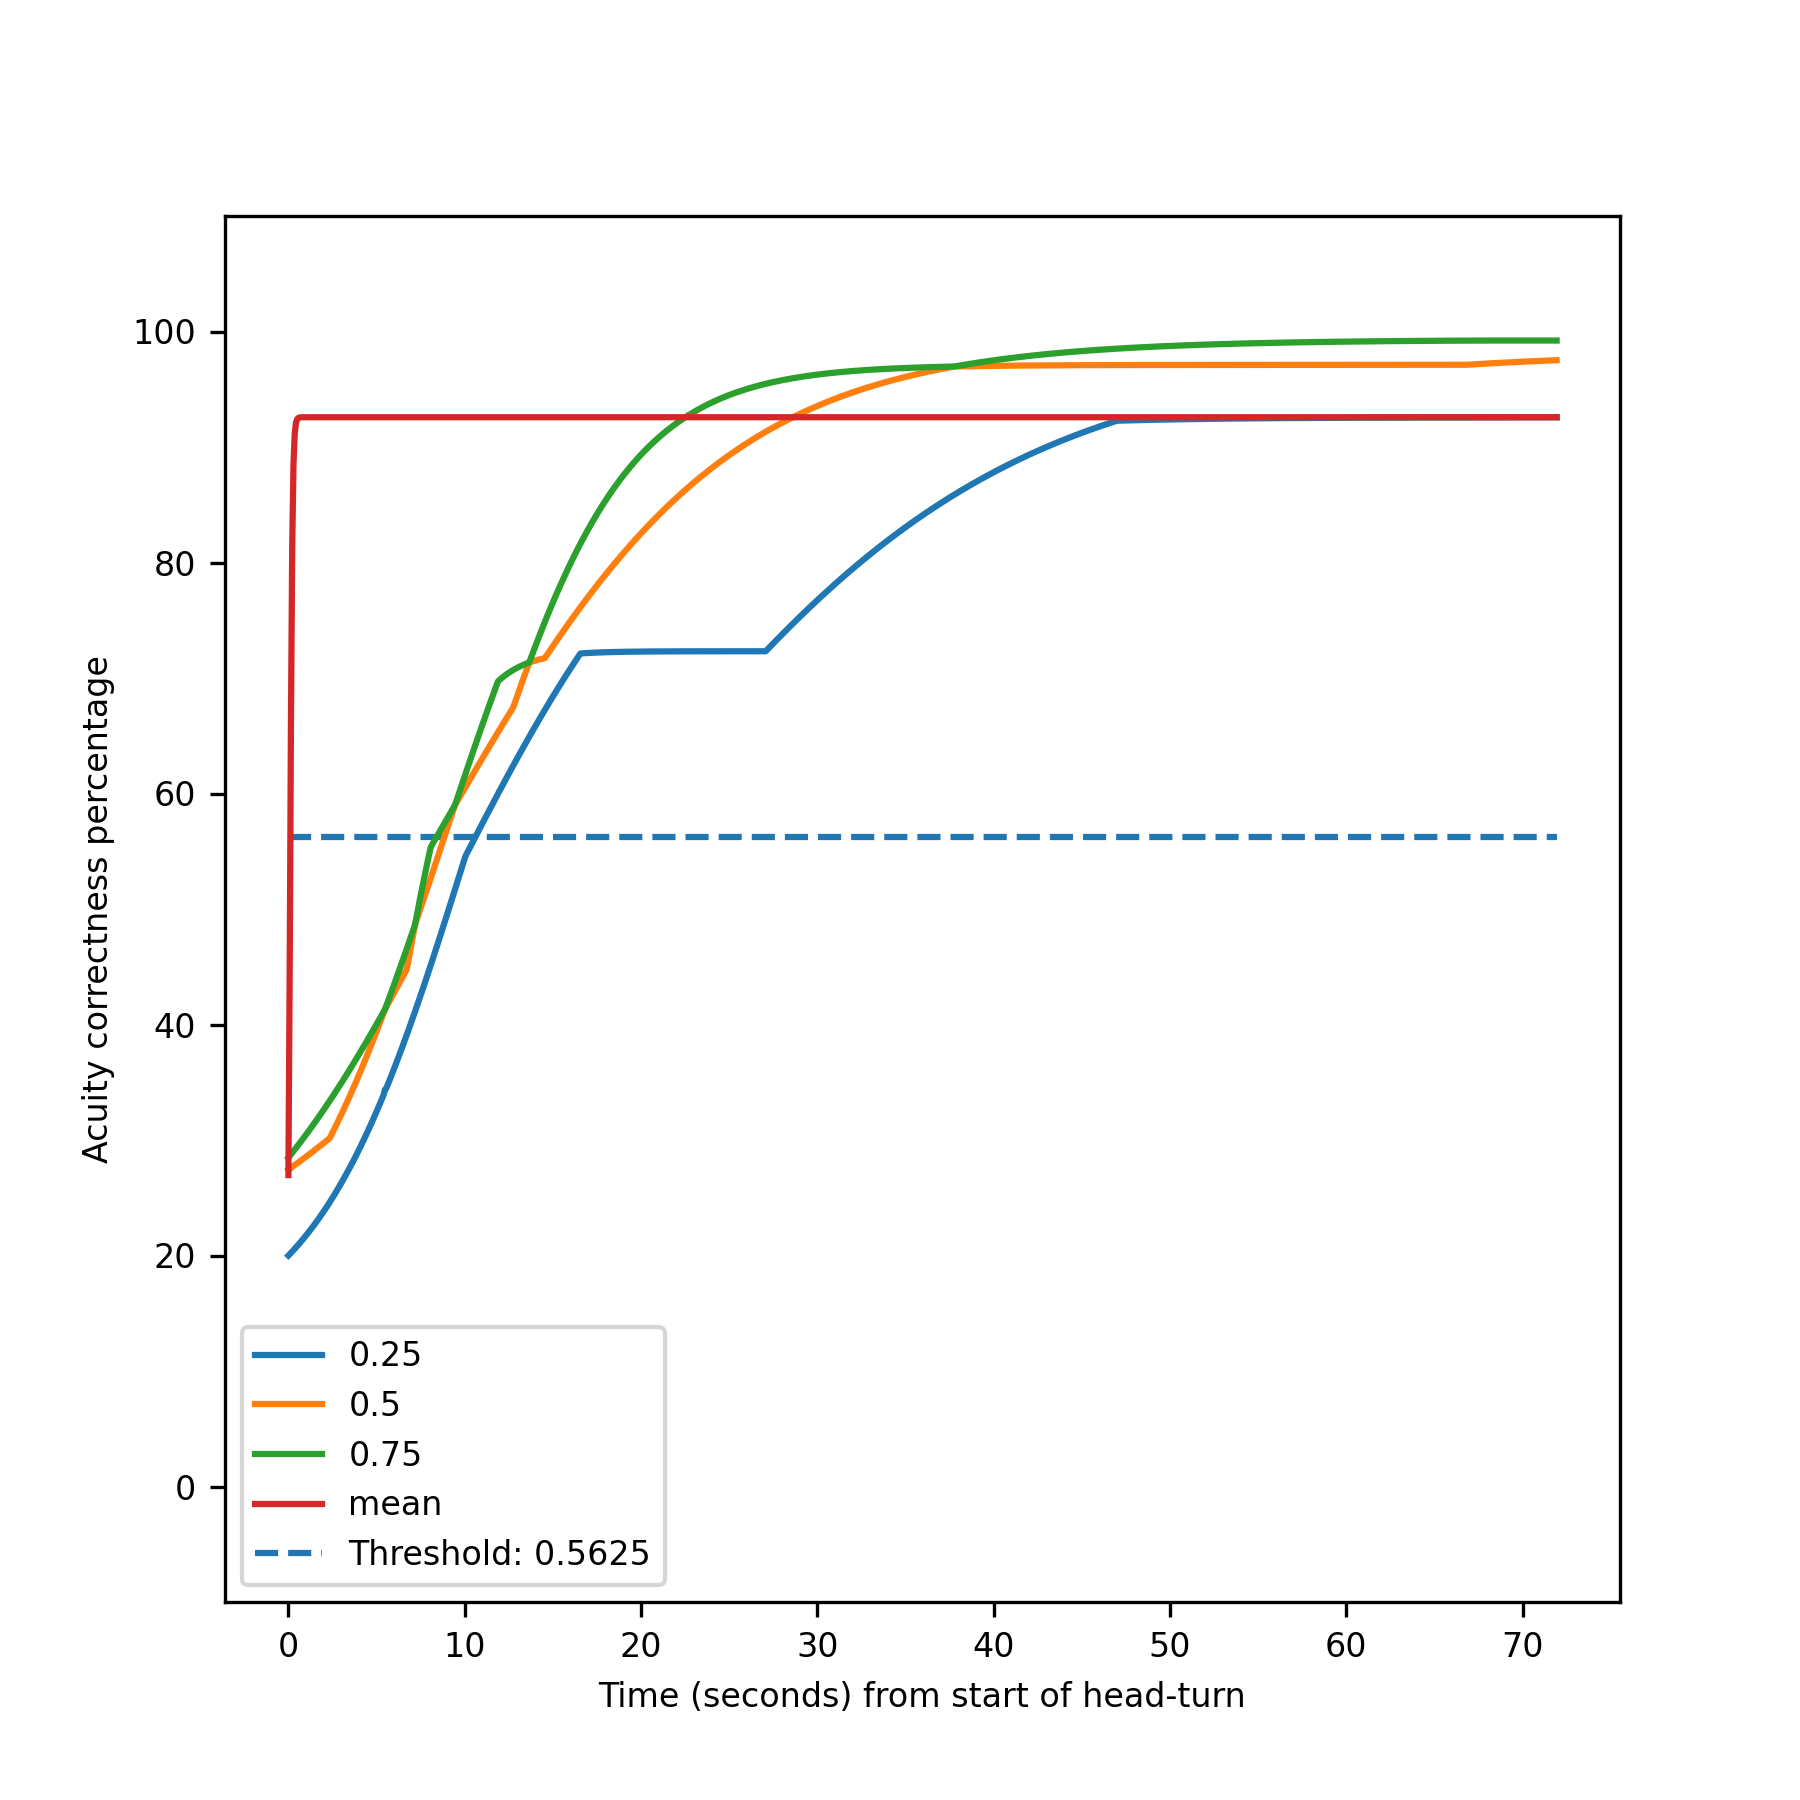 100
80
60
40
20
0
Acuity correctness percentage
0.25
0.5
0.75
mean
Threshold: 0.5625
0 10 20 30 40 50 60 70
Time (seconds) from start of head-turn